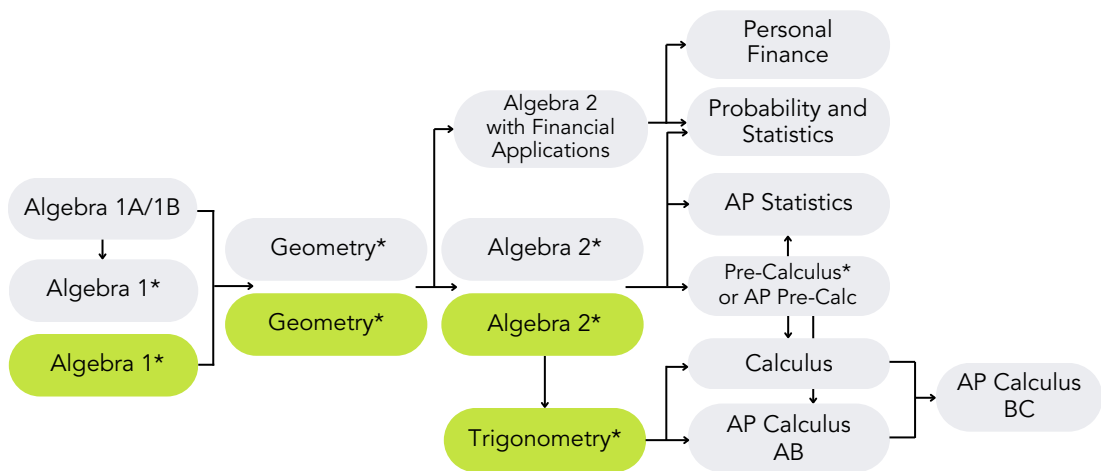 Personal
Finance
Algebra 2
with Financial
Applications
Probability and
Statistics
Algebra 1A/1B
AP Statistics
Geometry*
Algebra 2*
Algebra 1*
Pre-Calculus*
or AP Pre-Calc
Geometry*
Algebra 2*
Algebra 1*
Calculus
AP Calculus
BC
Trigonometry*
AP Calculus
AB